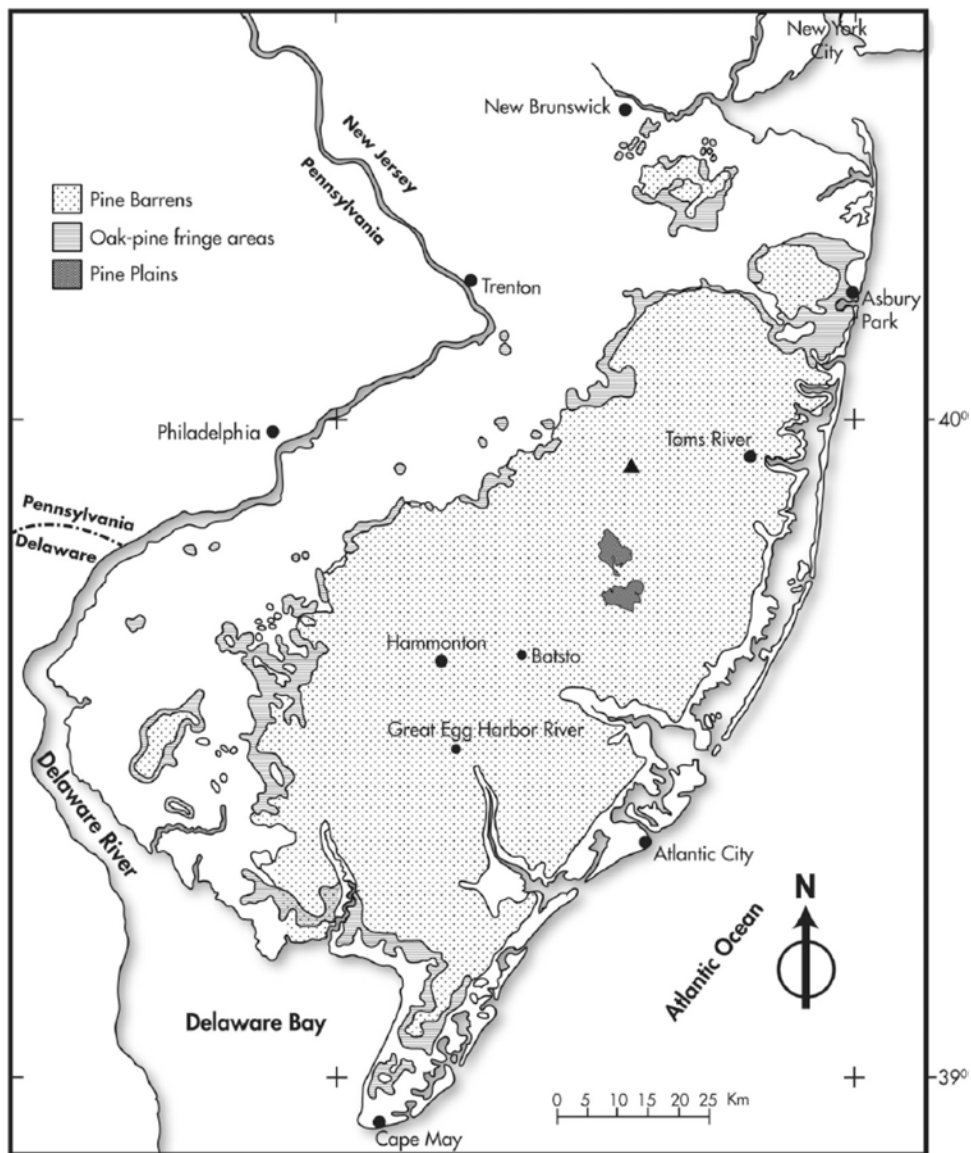 New York
City
New Brunswick
New Jersey
Pennsylvania
Pine Barrens
Oak-pine fringe areas
Pine Plains
Trenton
Asbury
Park
Philadelphia
40⁰
Toms River
Pennsylvania
Delaware
Hammonton
Batsto
Great Egg Harbor River
Delaware River
Atlantic City
N
Atlantic Ocean
Delaware Bay
39⁰
0 5 10 15 20 25 Km
Cape May